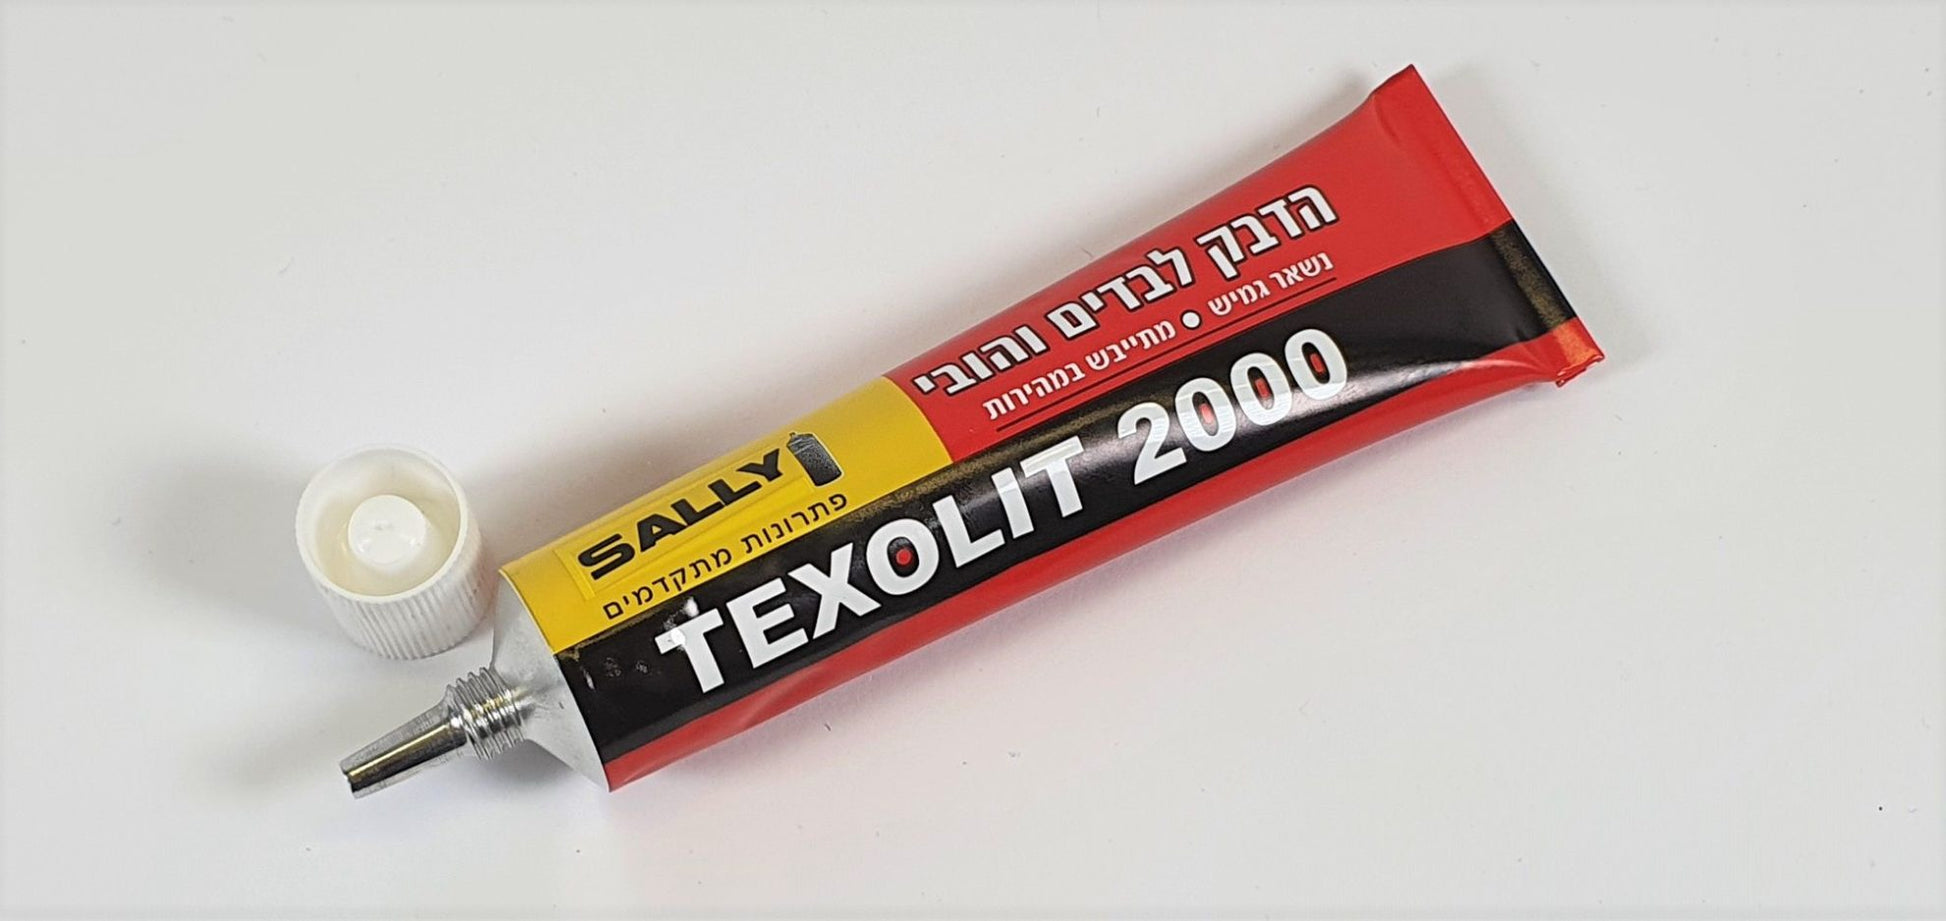 הדבק לבדים והובי
נשאר גמיש • מתייבש במהירות
SALLY
פתרונות מתקדמים
TEXOLIT 2000